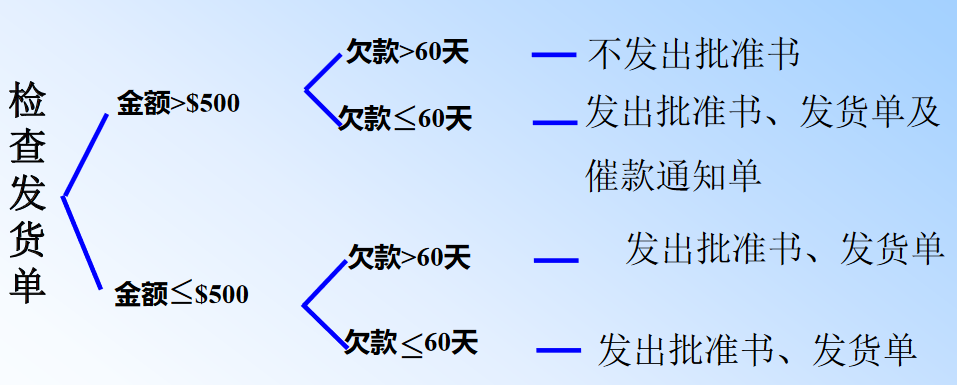 检查发货单
金额>$500
欠款>60天
不发出批准书
欠款≤60天
发出批准书、发货单及
催款通知单
金额≤$500
欠款>60天
发出批准书、发货单
欠款≤60天
发出批准书、发货单